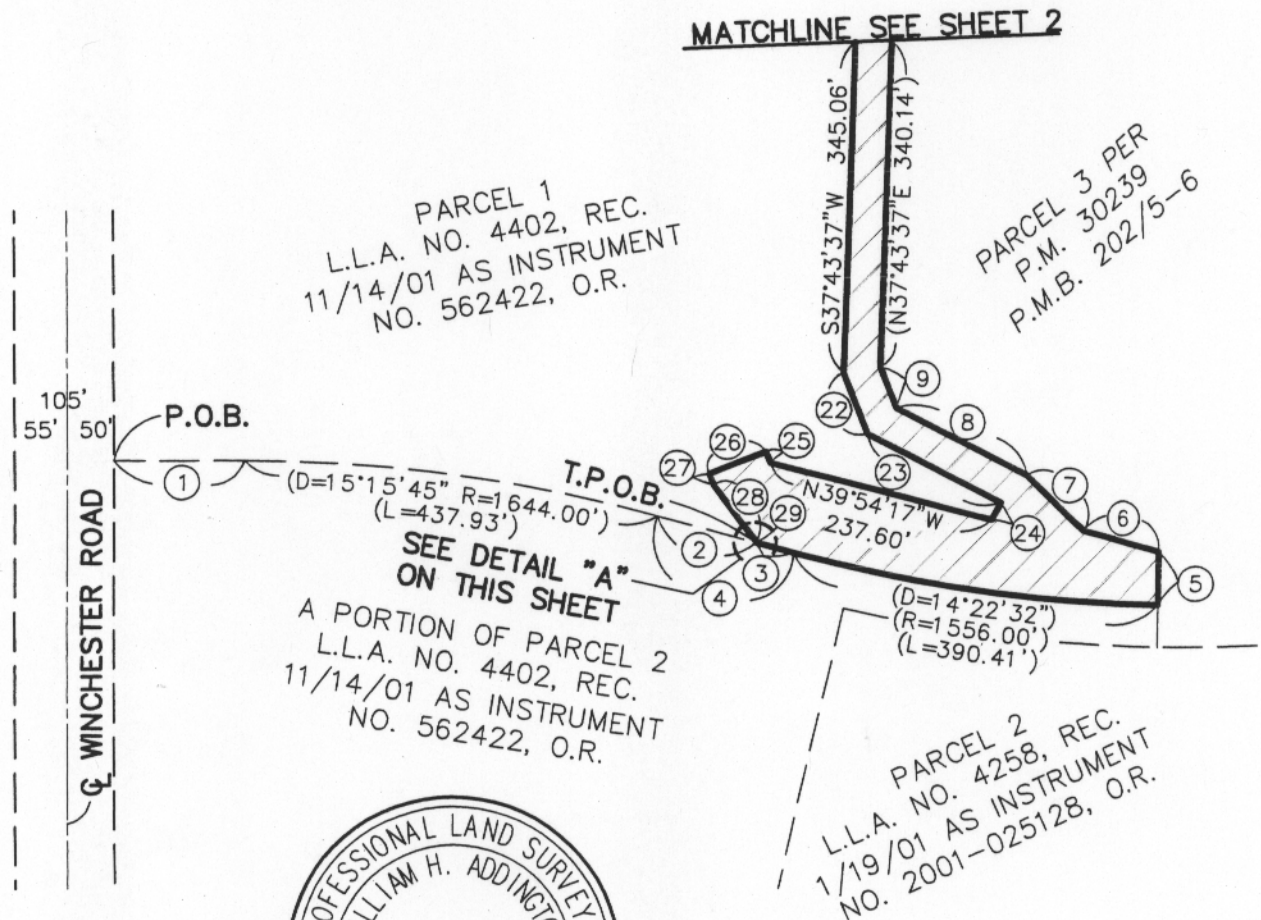 MATCHLINE SEE SHEET 2
S37°43'37"W 345.06'
(N37°43'37"E 340.14')
PARCEL 1
L.L.A. NO. 4402, REC.
11/14/01 AS INSTRUMENT
NO. 562422, O.R.
PARCEL 3 PER
P.M. 30239
P.M.B. 202/5-6
105'
55' 50'
P.O.B.
1
(D=15°15'45" R=1644.00')
(L=437.93')
T.P.O.B.
2
3
4
5
6
7
8
9
22
23
24
25
26
27
28
29
N39°54'17"W
237.60'
SEE DETAIL "A"
ON THIS SHEET
(D=14°22'32")
(R=1556.00')
(L=390.41')
A PORTION OF PARCEL 2
L.L.A. NO. 4402, REC.
11/14/01 AS INSTRUMENT
NO. 562422, O.R.
℄ WINCHESTER ROAD
PARCEL 2
L.L.A. NO. 4258, REC.
1/19/01 AS INSTRUMENT
NO. 2001-025128, O.R.
OFESSIONAL LAND SURVEY
LLIAM H. ADDINGTO